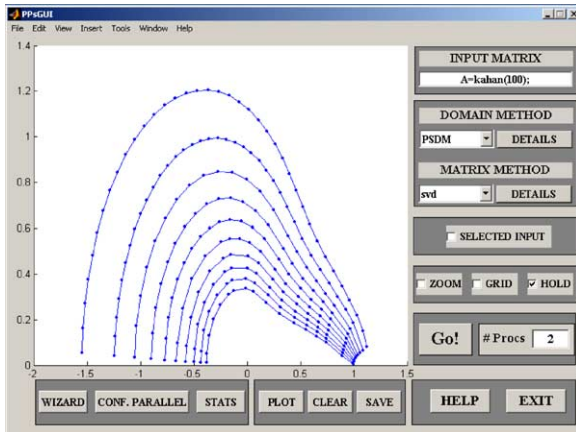 PPsGUI
File Edit View Insert Tools Window Help
1.4
1.2
1
0.8
0.6
0.4
0.2
0
-2 -1.5 -1 -0.5 0 0.5 1 1.5
INPUT MATRIX
A=kahan(100);
DOMAIN METHOD
PSDM DETAILS
MATRIX METHOD
svd DETAILS
SELECTED INPUT
ZOOM GRID HOLD
Go! # Procs 2
WIZARD CONF. PARALLEL STATS PLOT CLEAR SAVE HELP EXIT